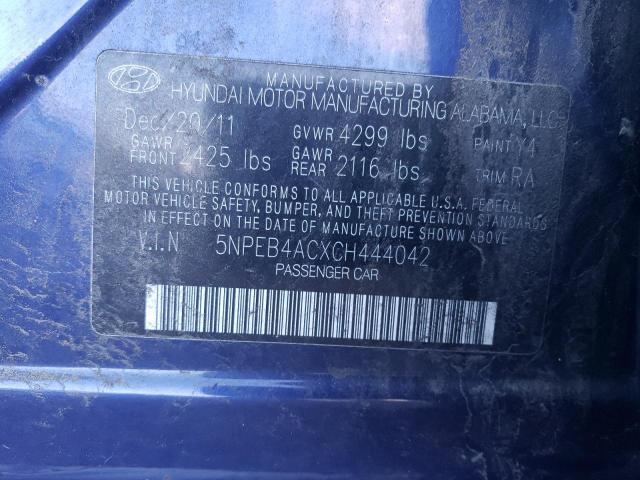 MANUFACTURED BY
HYUNDAI MOTOR MANUFACTURING ALABAMA, LLC
Dec/20/11 GVWR 4299 lbs PAINT Y4
GAWR FRONT 2425 lbs GAWR REAR 2116 lbs TRIM RA
THIS VEHICLE CONFORMS TO ALL APPLICABLE U.S.A. FEDERAL
MOTOR VEHICLE SAFETY, BUMPER, AND THEFT PREVENTION STANDARDS
IN EFFECT ON THE DATE OF MANUFACTURE SHOWN ABOVE.
V.I.N 5NPEB4ACXCH444042
PASSENGER CAR